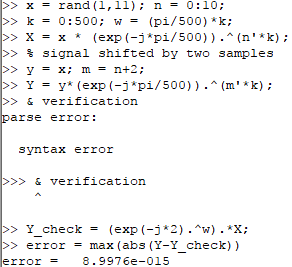 >> x = rand(1,11); n = 0:10;
>> k = 0:500; w = (pi/500)*k;
>> X = x * (exp(-j*pi/500)).^(n'*k);
>> % signal shifted by two samples
>> y = x; m = n+2;
>> Y = y*(exp(-j*pi/500)).^(m'*k);
>> & verification
parse error:
syntax error
>>> & verification
^
>> Y_check = (exp(-j*2).^w).*X;
>> error = max(abs(Y-Y_check))
error = 8.9976e-015